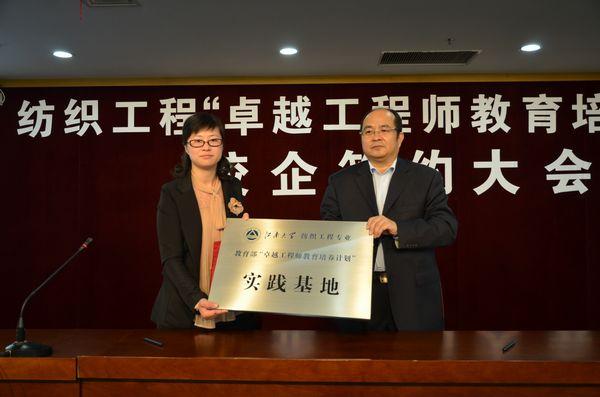 纺织工程“卓越工程师教育培
校企签约大会
江南大学 纺织工程专业
教育部“卓越工程师教育培养计划”
实践基地